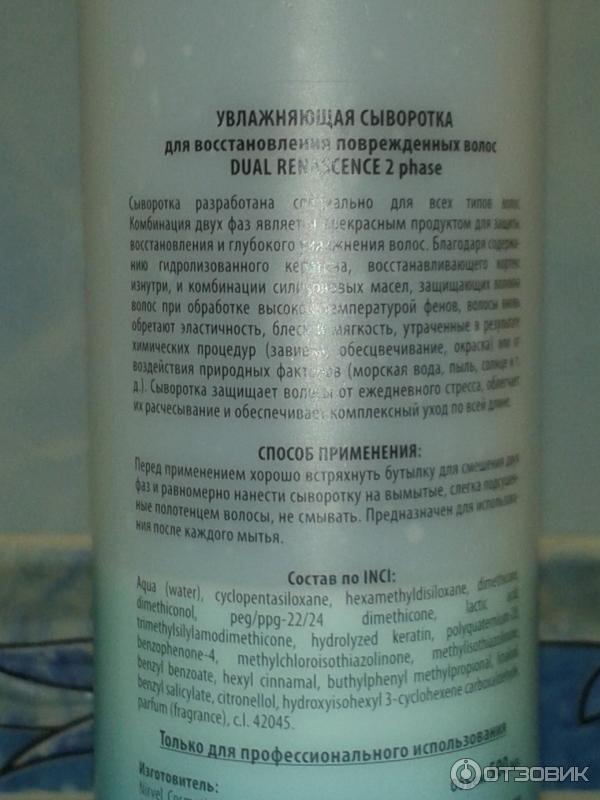 УВЛАЖНЯЮЩАЯ СЫВОРОТКА
для восстановления поврежденных волос
DUAL RENASCENCE 2 phase
Сыворотка разработана специально для всех типов волос.
Комбинация двух фаз является прекрасным продуктом для защиты,
восстановления и глубокого увлажнения волос. Благодаря содержа-
нию гидролизованного кератина, восстанавливающего кортекс
изнутри, и комбинации силиконовых масел, защищающих волокна
волос при обработке высокой температурой фенов, волосы вновь
обретают эластичность, блеск и мягкость, утраченные в результате
химических процедур (завивка, обесцвечивание, окраска) или от
воздействия природных факторов (морская вода, пыль, солнце и т.
д.). Сыворотка защищает волосы от ежедневного стресса, облегчает
их расчесывание и обеспечивает комплексный уход по всей длине.
СПОСОБ ПРИМЕНЕНИЯ:
Перед применением хорошо встряхнуть бутылку для смешения двух
фаз и равномерно нанести сыворотку на вымытые, слегка подсушен-
ные полотенцем волосы, не смывать. Предназначен для использова-
ния после каждого мытья.
Состав по INCI:
Aqua (water), cyclopentasiloxane, hexamethyldisiloxane, dimethicone,
dimethiconol, peg/ppg-22/24 dimethicone, lactic acid,
trimethylsilylamodimethicone, hydrolyzed keratin,
benzophenone-4, methylchloroisothiazolinone, methylisothiazolinone,
benzyl benzoate, hexyl cinnamal, buthylphenyl methylpropional,
benzyl salicylate, citronellol, hydroxyisohexyl 3-cyclohexene carboxaldehyde,
parfum (fragrance), c.l. 42045.
Только для профессионального использования
Изготовитель:
Nirvel
ОТЗОВИК